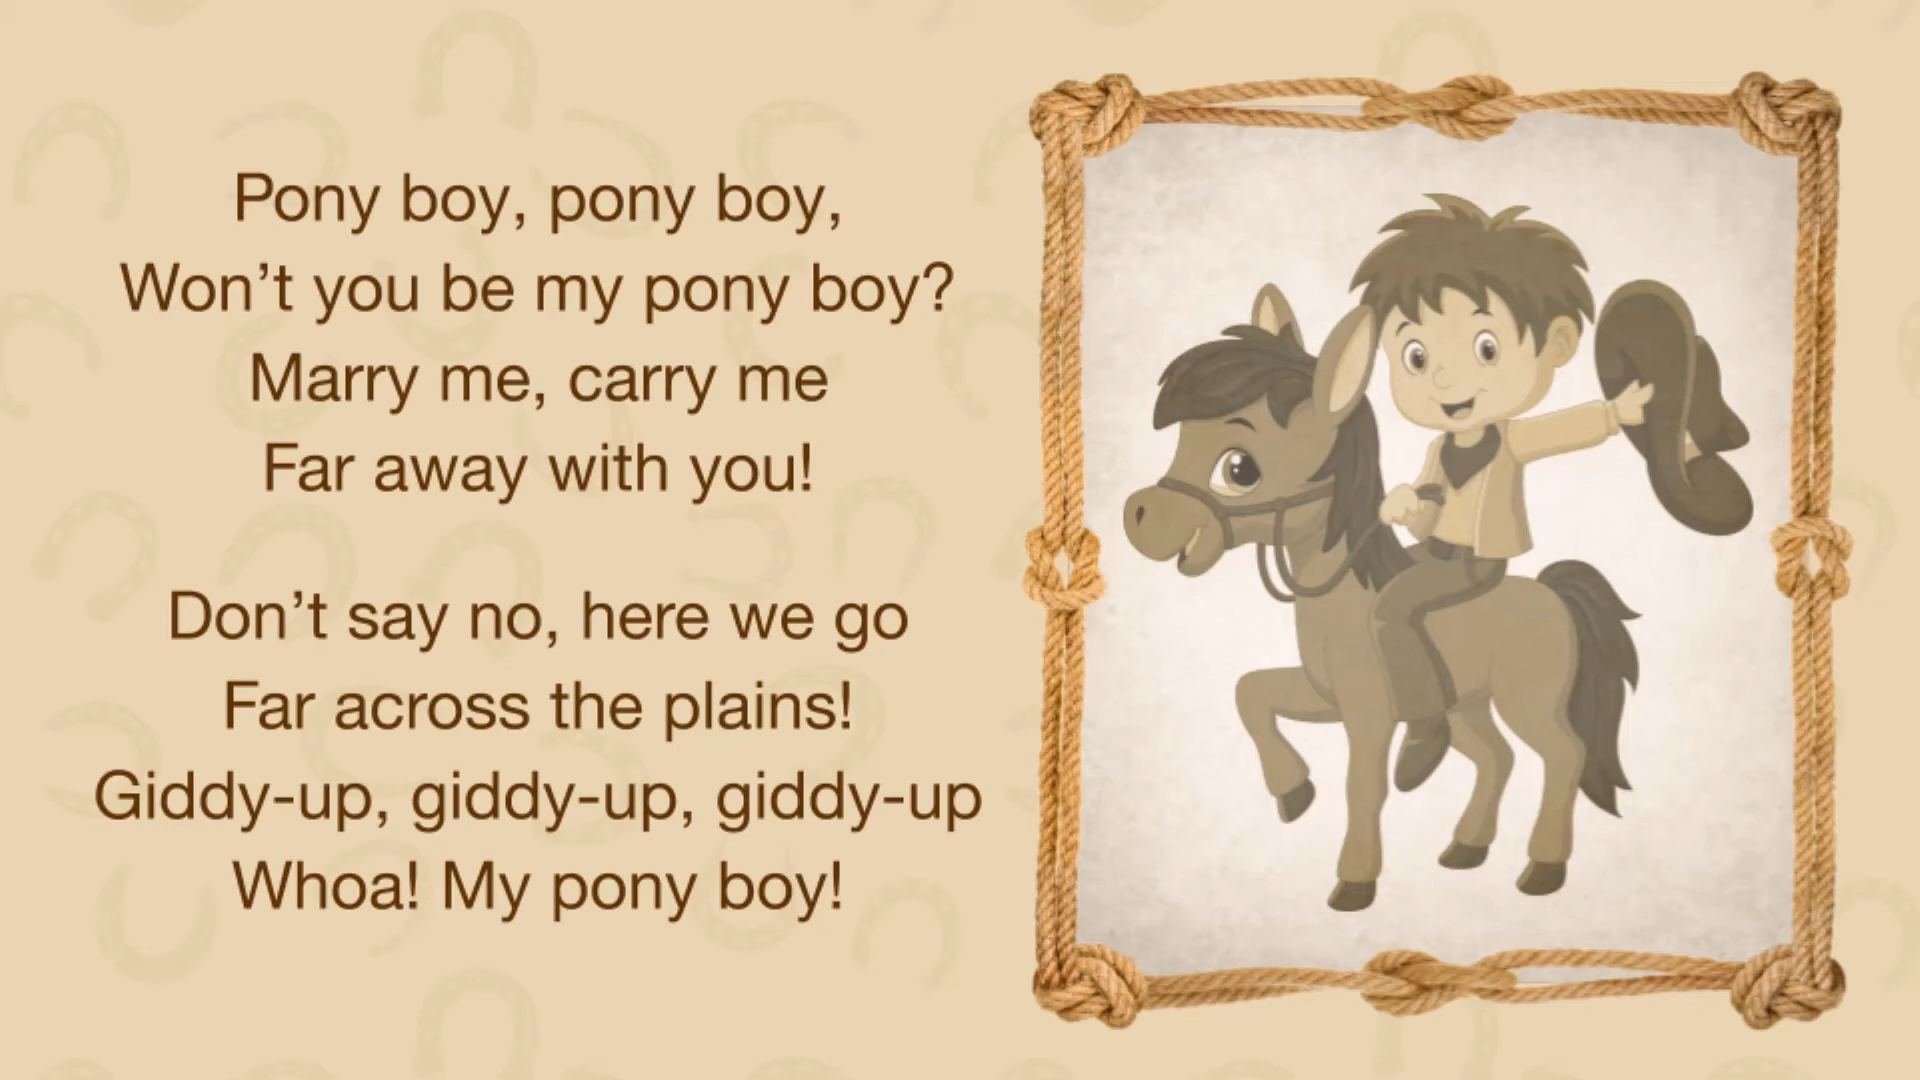 Pony boy, pony boy,
Won’t you be my pony boy?
Marry me, carry me
Far away with you!
Don’t say no, here we go
Far across the plains!
Giddy-up, giddy-up, giddy-up
Whoa! My pony boy!